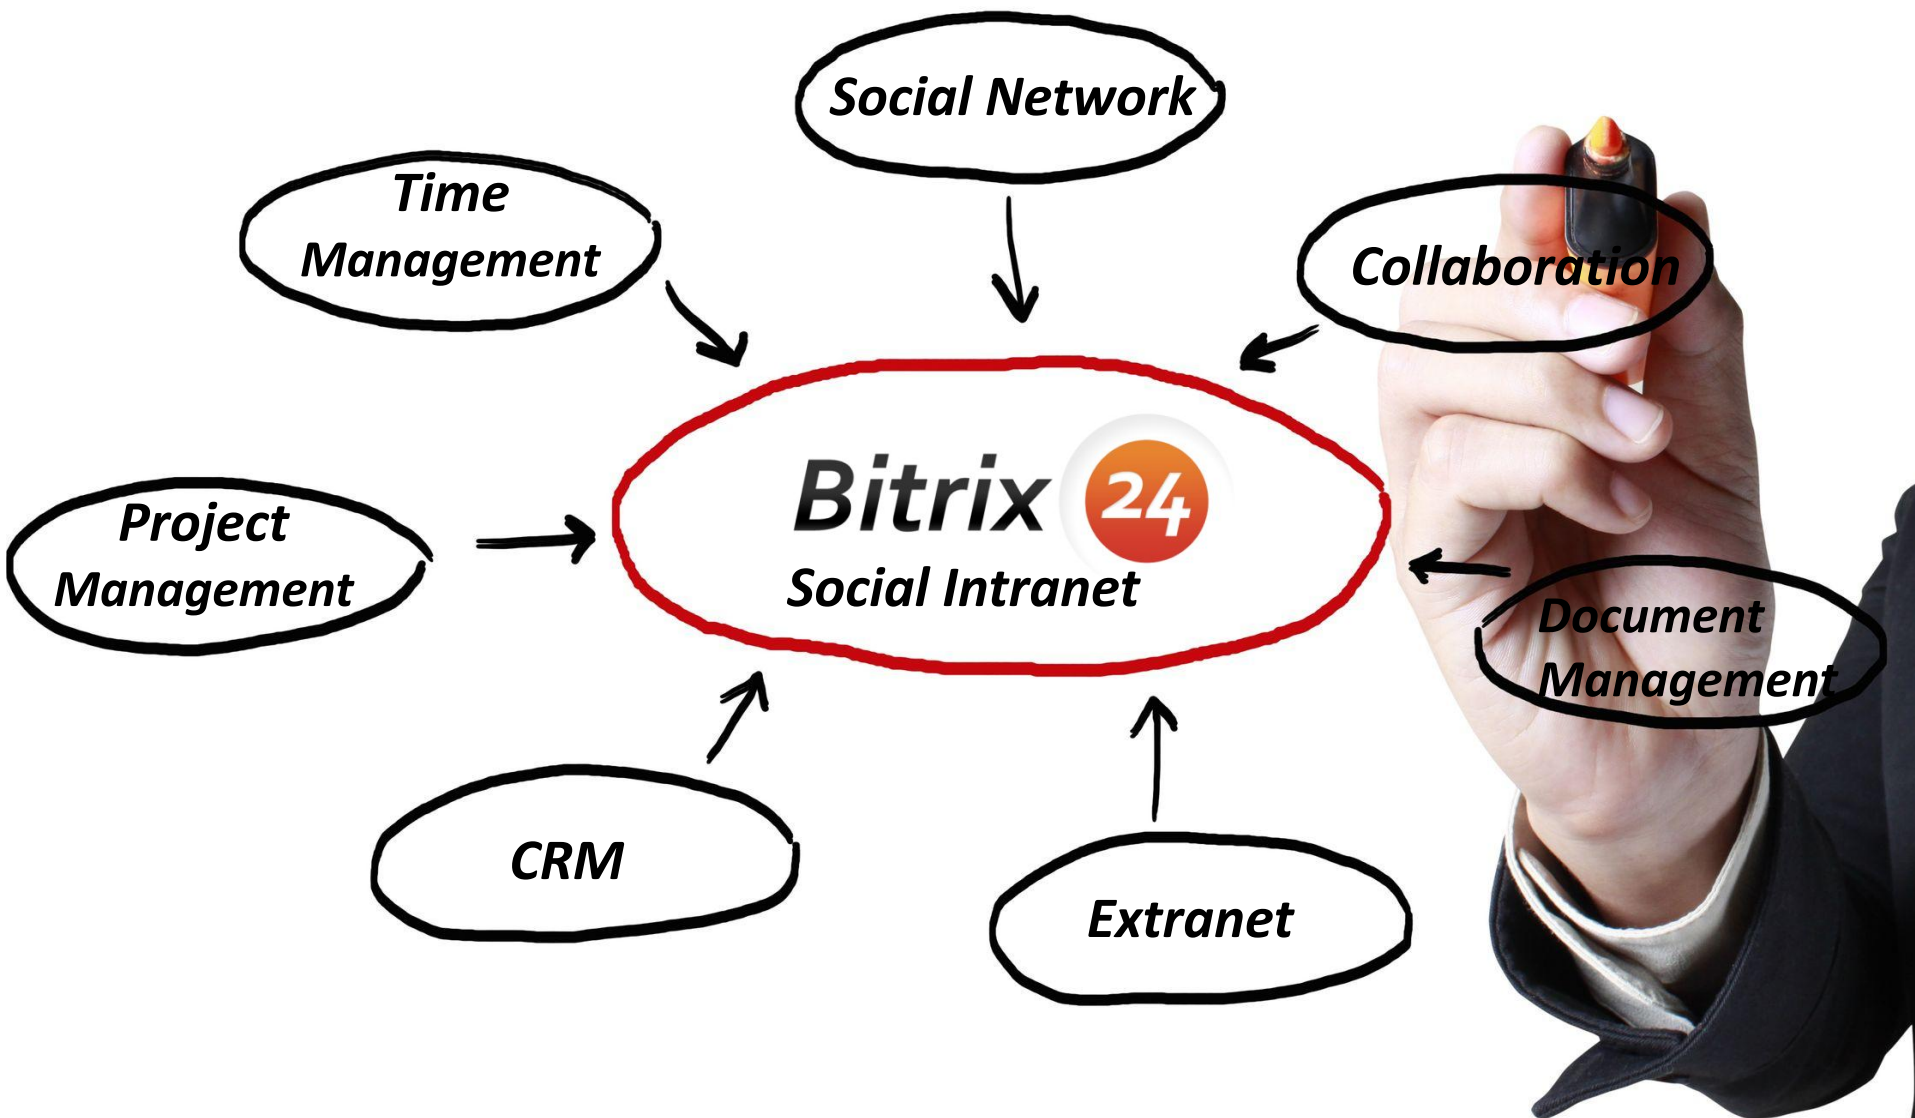 Social Network
Time
Management
Collaboration
Bitrix 24
Social Intranet
Project
Management
Document
Management
CRM
Extranet